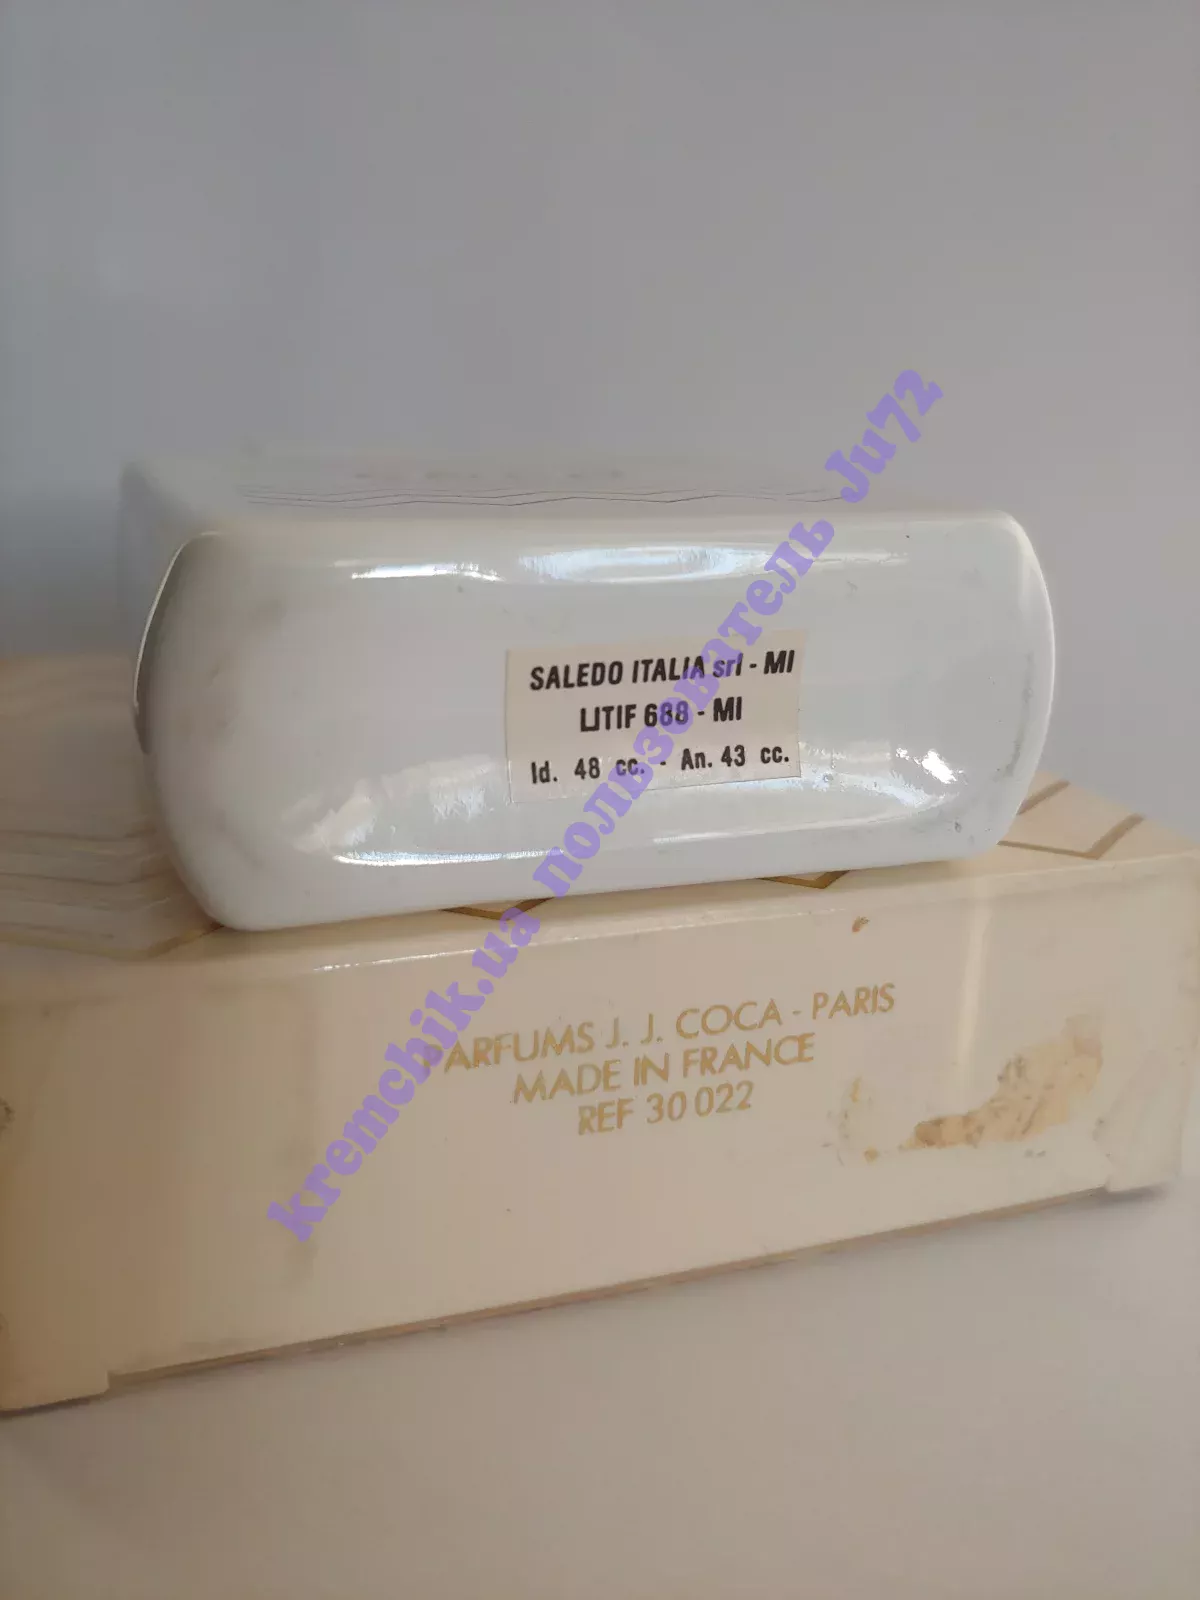 SALEDO ITALIA srl - MI
UTIF 688 - MI
Id. 48 cc. - An. 43 cc.
PARFUMS J. J. COCA - PARIS
MADE IN FRANCE
REF 30 022
kremchik.ua пользователь Ju72